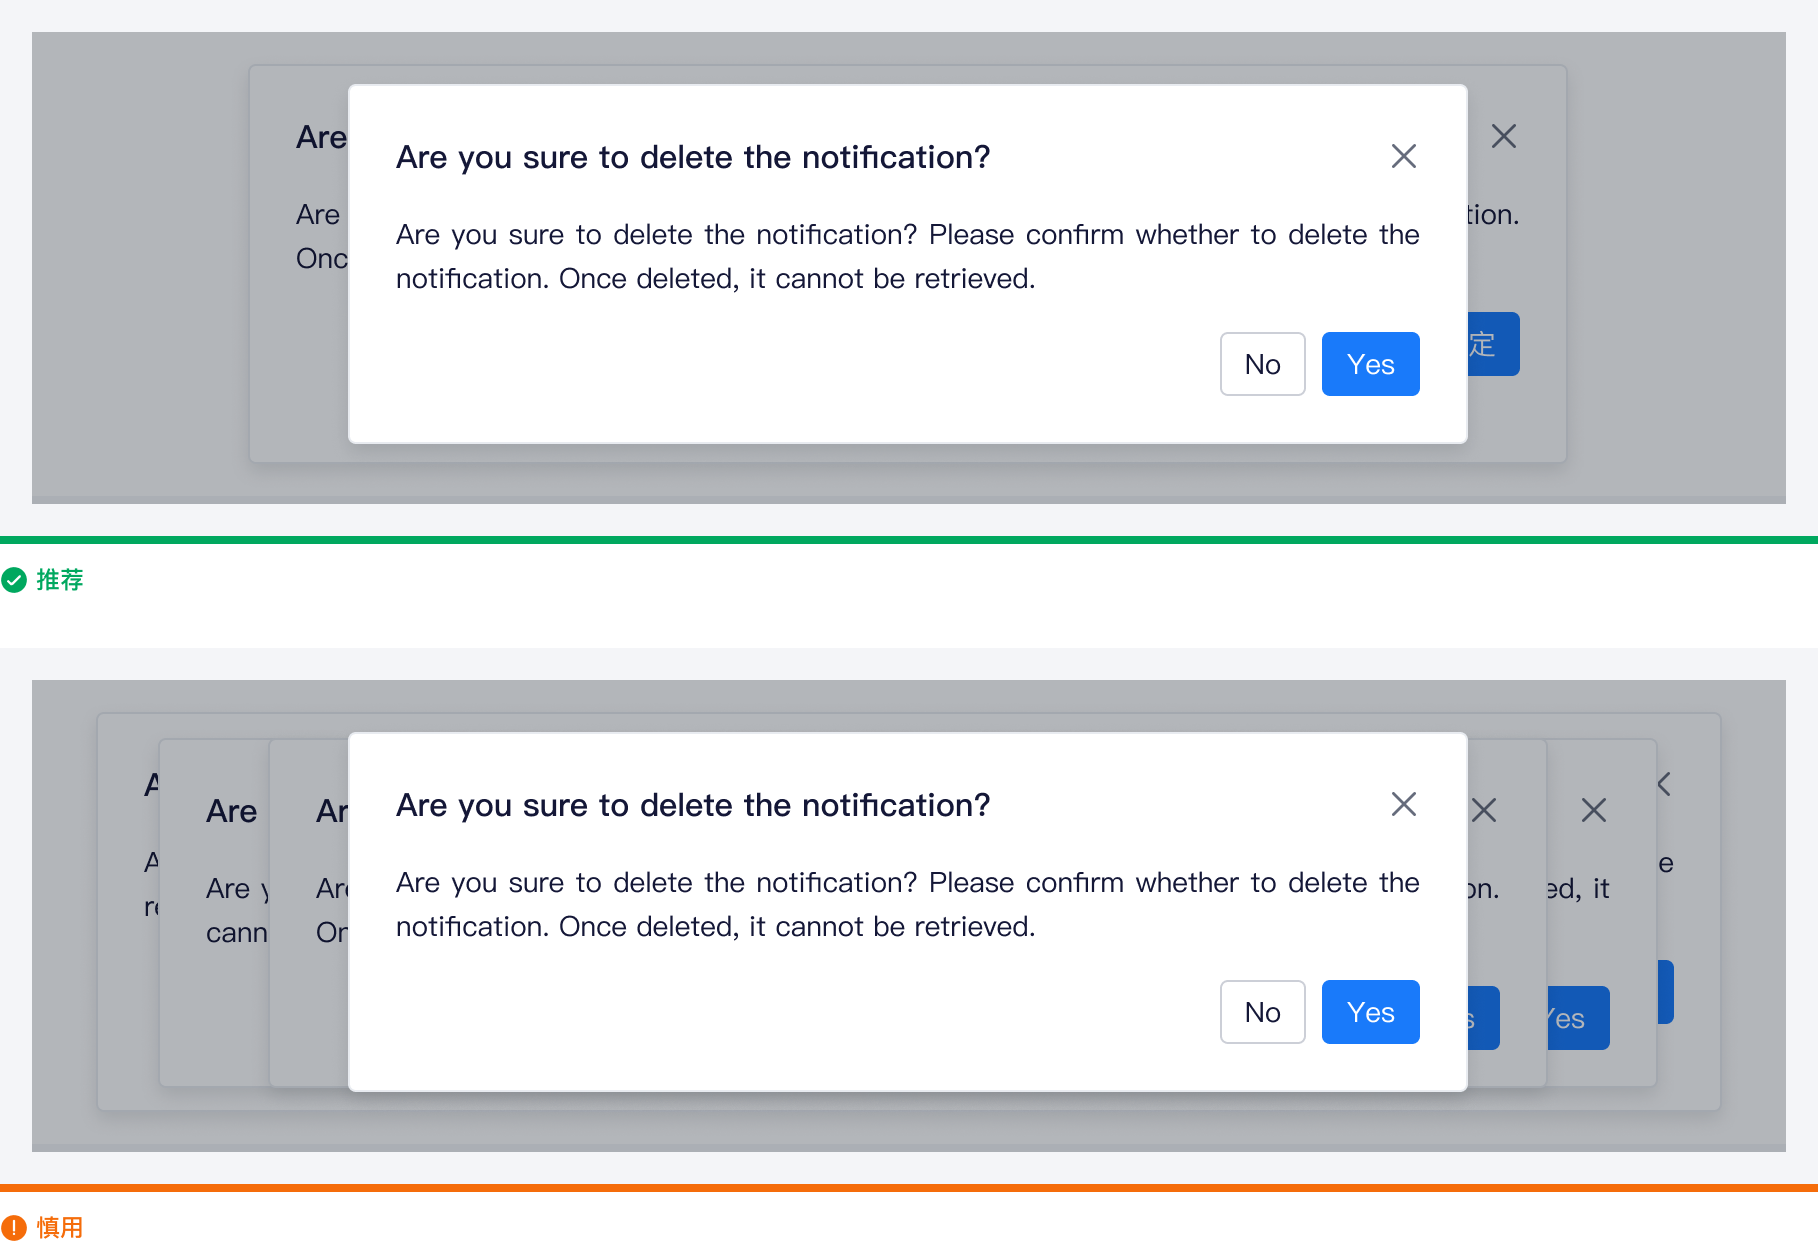 Are
Are you sure to delete the notification?
Are
tion.
Onc
Are you sure to delete the notification? Please confirm whether to delete the
notification. Once deleted, it cannot be retrieved.
No
Yes
定
推荐
Are
Ar
Are you sure to delete the notification?
Are you sure to delete the notification? Please confirm whether to delete the
notification. Once deleted, it cannot be retrieved.
Are
on.
ed, it
e
cann
On
No
Yes
Yes
慎用